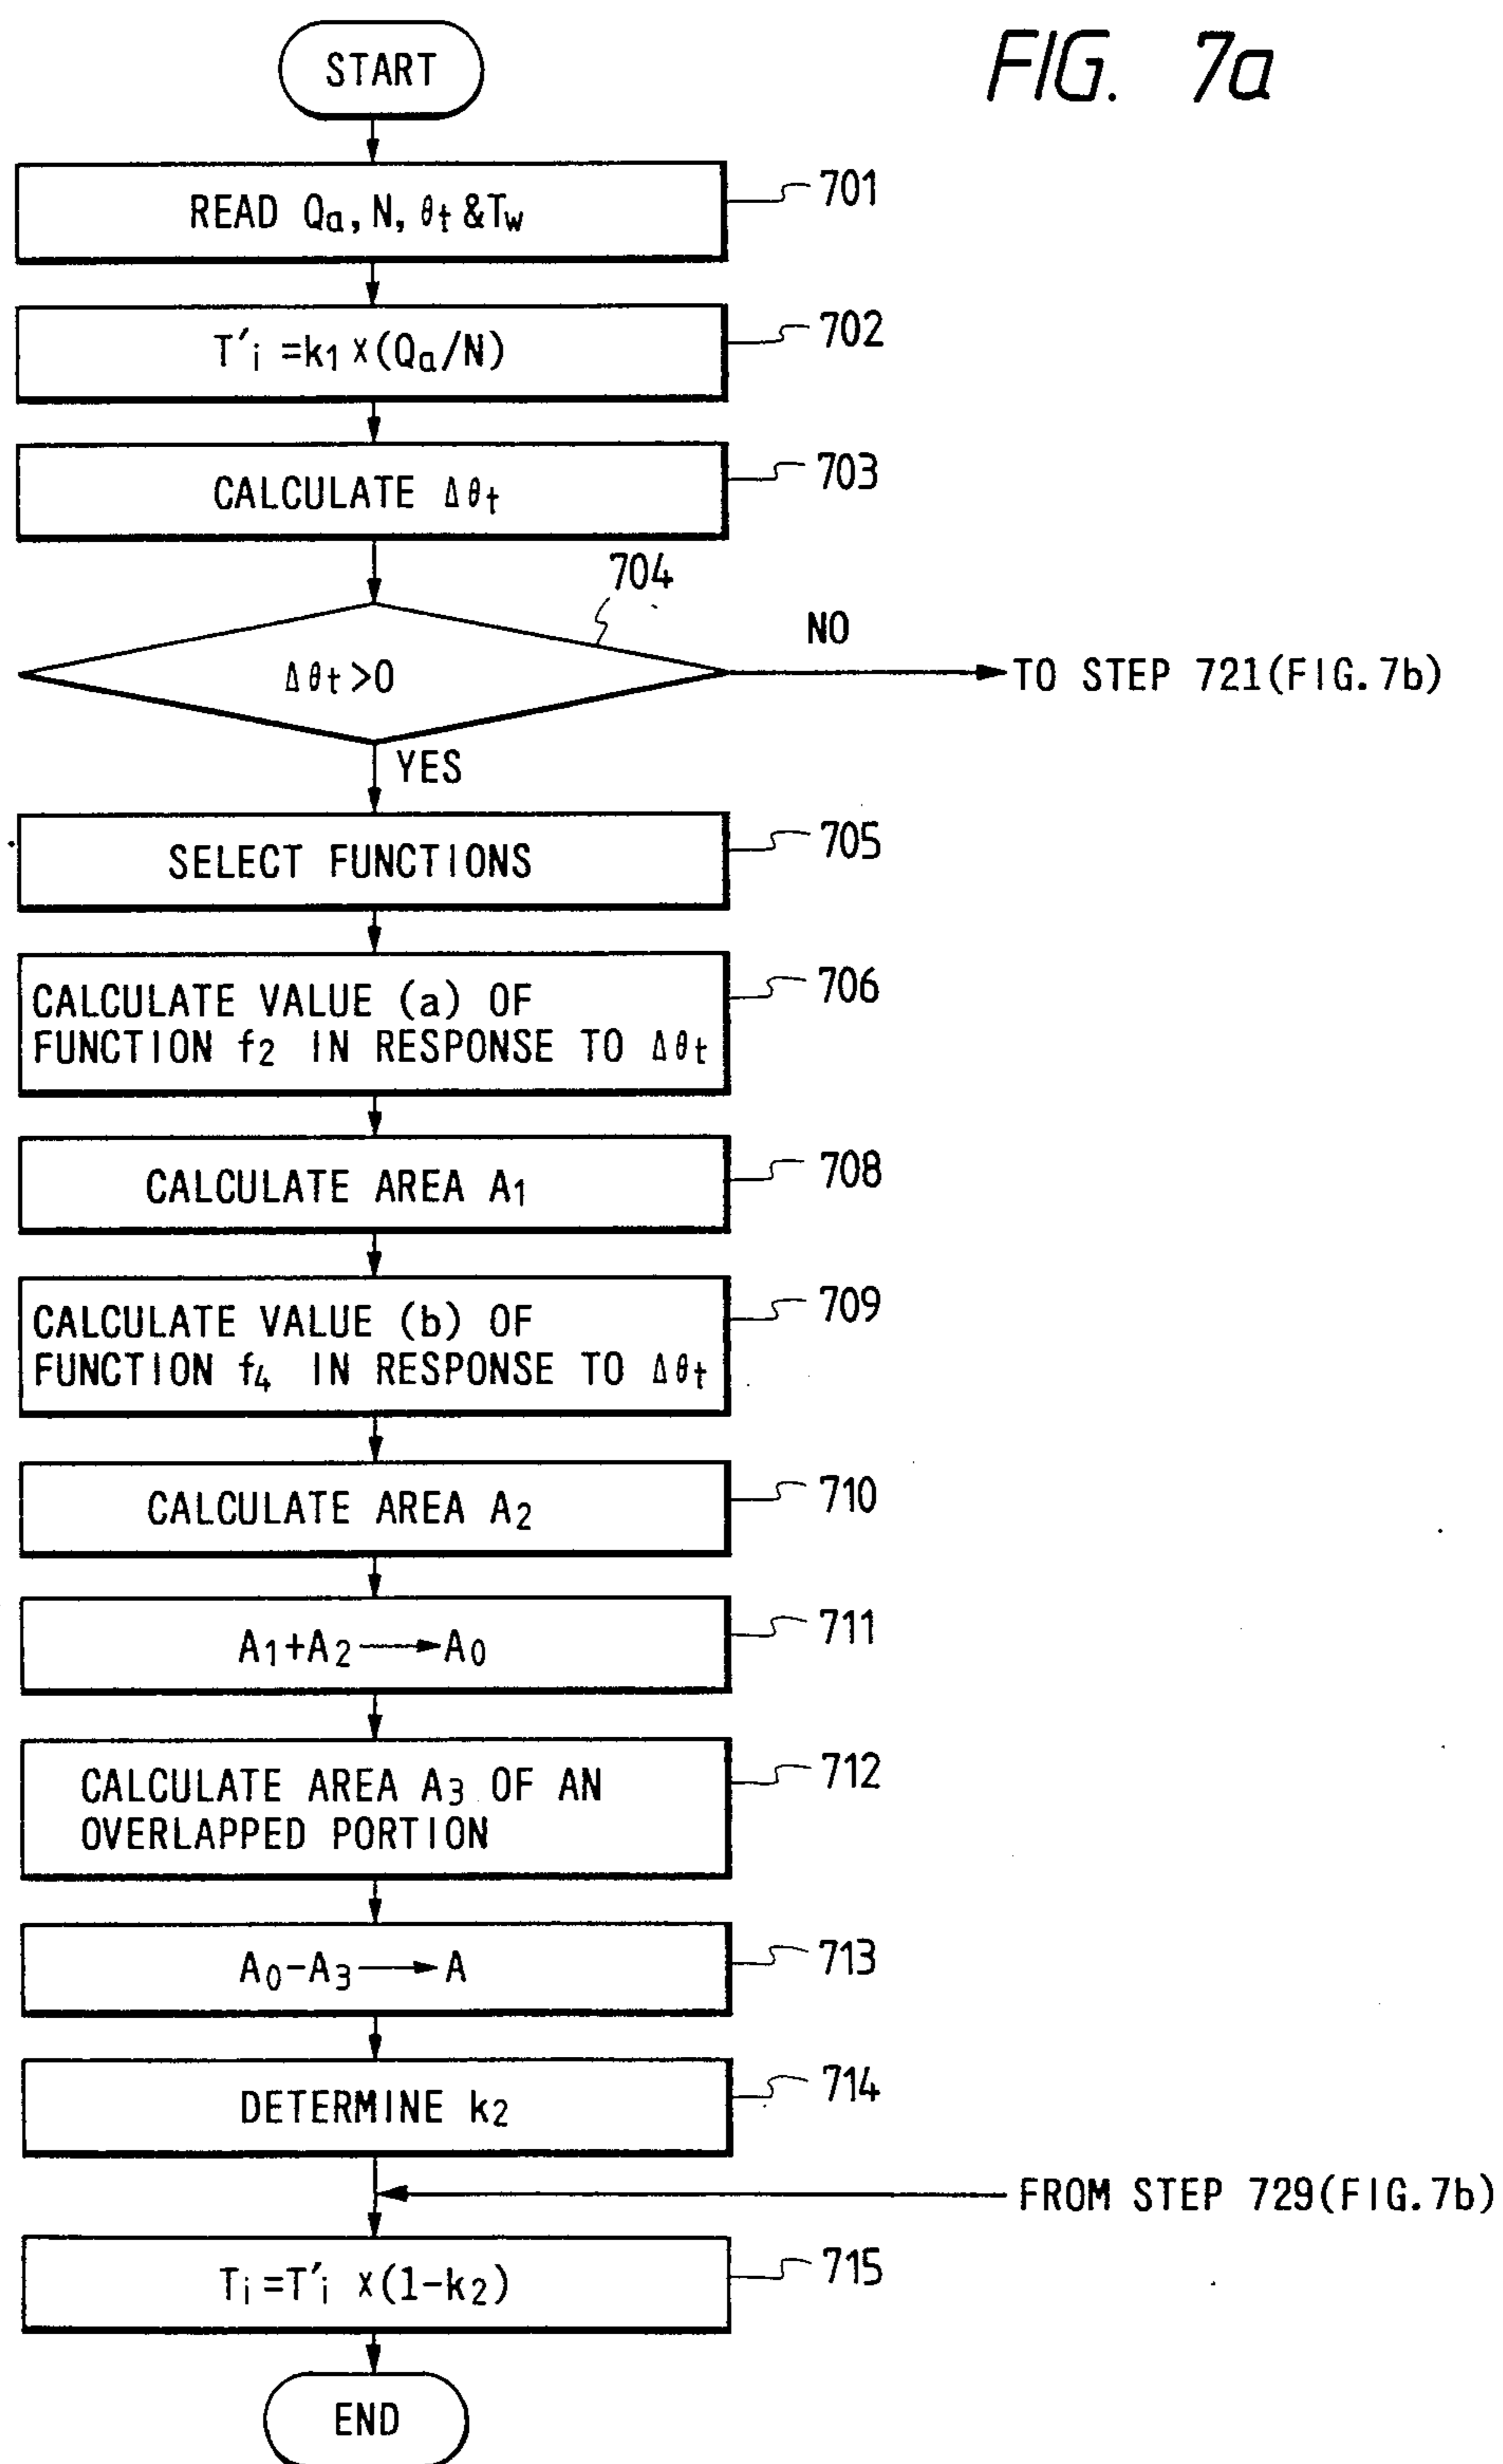 FIG. 7a
START
READ Qa, N, θt &Tw
701
T′i =k1 ×(Qa/N)
702
CALCULATE Δθt
703
704
Δθt >0
NO
TO STEP 721(FIG.7b)
YES
SELECT FUNCTIONS
705
CALCULATE VALUE (a) OF
FUNCTION f2 IN RESPONSE TO Δθt
706
CALCULATE AREA A1
708
CALCULATE VALUE (b) OF
FUNCTION f4 IN RESPONSE TO Δθt
709
CALCULATE AREA A2
710
A1+A2→A0
711
CALCULATE AREA A3 OF AN
OVERLAPPED PORTION
712
A0−A3→A
713
DETERMINE k2
714
FROM STEP 729(FIG.7b)
Ti =T′i ×(1−k2)
715
END